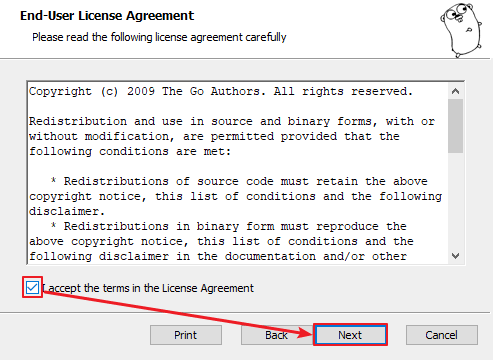 End-User License Agreement
Please read the following license agreement carefully
Copyright (c) 2009 The Go Authors. All rights reserved.
Redistribution and use in source and binary forms, with or
without modification, are permitted provided that the
following conditions are met:
* Redistributions of source code must retain the above
copyright notice, this list of conditions and the following
disclaimer.
* Redistributions in binary form must reproduce the
above copyright notice, this list of conditions and the
following disclaimer in the documentation and/or other
I accept the terms in the License Agreement
Print Back Next Cancel